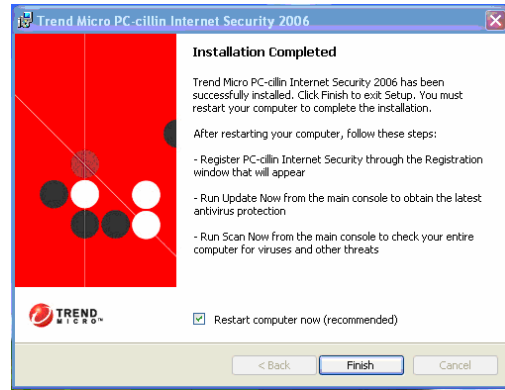 Trend Micro PC-cillin Internet Security 2006
Installation Completed
Trend Micro PC-cillin Internet Security 2006 has been
successfully installed. Click Finish to exit Setup. You must
restart your computer to complete the installation.
After restarting your computer, follow these steps:
- Register PC-cillin Internet Security through the Registration
window that will appear
- Run Update Now from the main console to obtain the latest
antivirus protection
- Run Scan Now from the main console to check your entire
computer for viruses and other threats
TREND
MICRO™
Restart computer now (recommended)
< Back
Finish
Cancel